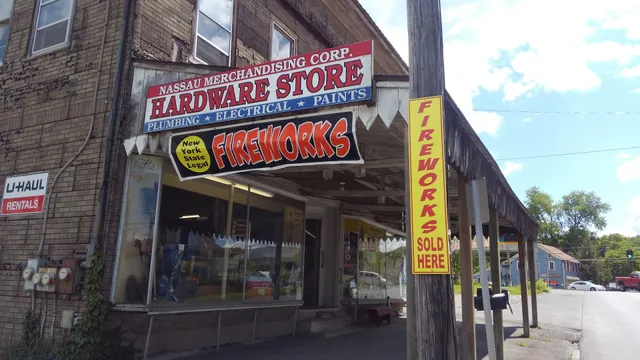 NASSAU MERCHANDISING CORP.
HARDWARE STORE
PLUMBING ★ ELECTRICAL ★ PAINTS
New
York
State
Legal
FIREWORKS
U-HAUL
RENTALS
FIREWORKS
SOLD
HERE